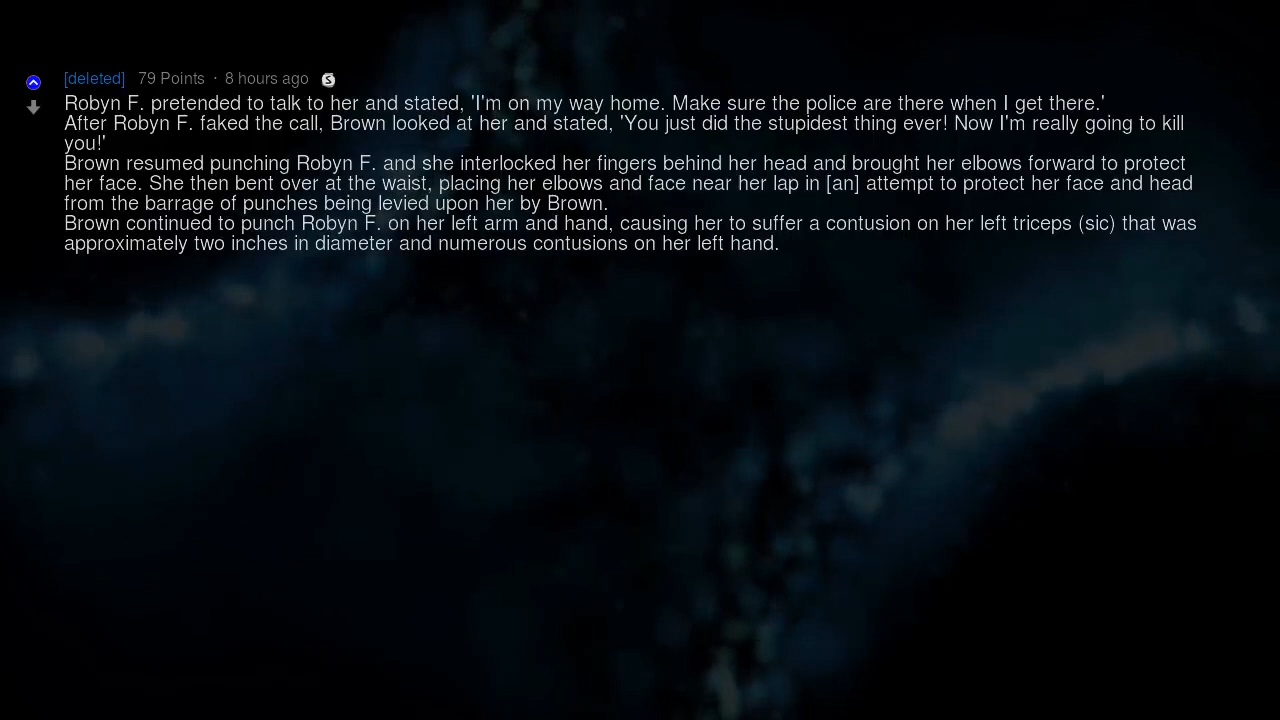 [deleted] 79 Points · 8 hours ago S
Robyn F. pretended to talk to her and stated, 'I'm on my way home. Make sure the police are there when I get there.'
After Robyn F. faked the call, Brown looked at her and stated, 'You just did the stupidest thing ever! Now I'm really going to kill
you!'
Brown resumed punching Robyn F. and she interlocked her fingers behind her head and brought her elbows forward to protect
her face. She then bent over at the waist, placing her elbows and face near her lap in [an] attempt to protect her face and head
from the barrage of punches being levied upon her by Brown.
Brown continued to punch Robyn F. on her left arm and hand, causing her to suffer a contusion on her left triceps (sic) that was
approximately two inches in diameter and numerous contusions on her left hand.